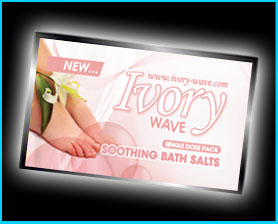 NEW...
www.ivory-wave.com
Ivory
WAVE
SINGLE DOSE PACK
SOOTHING BATH SALTS